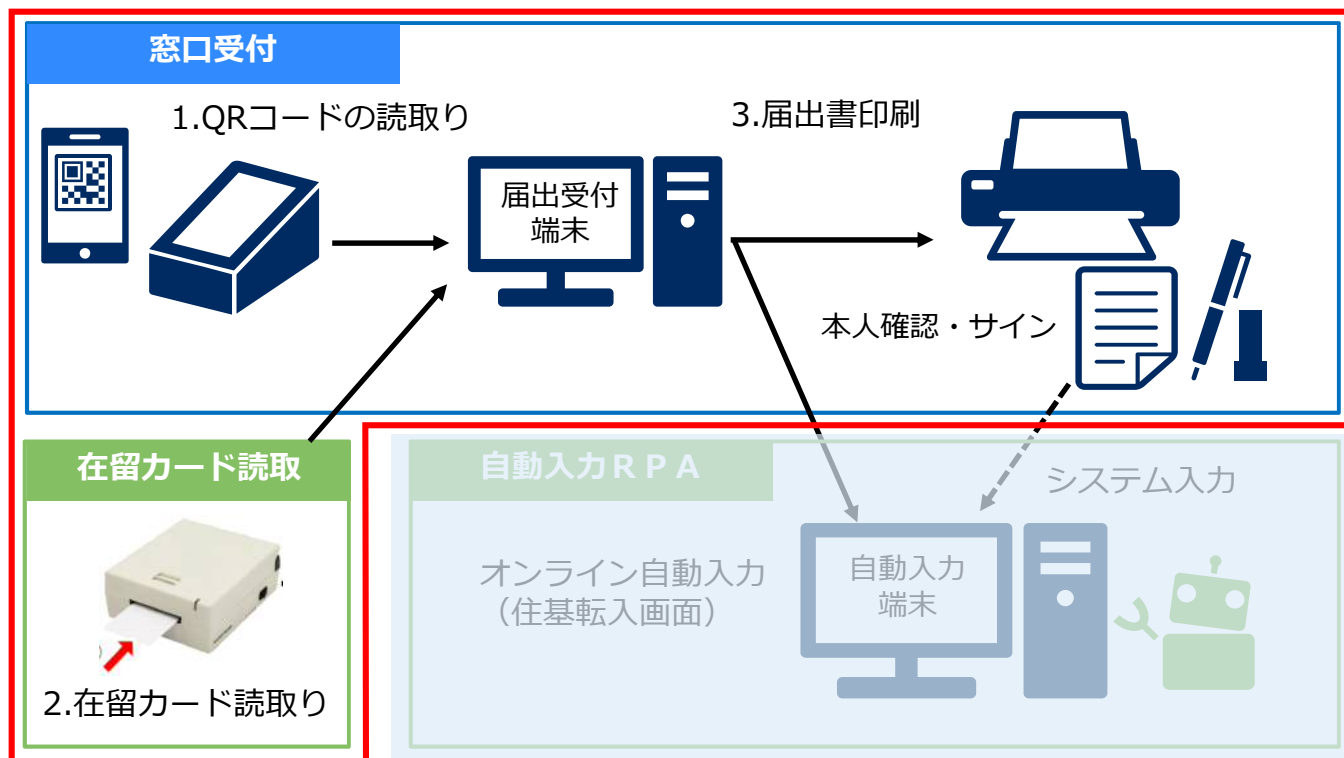 窓口受付
1.QRコードの読取り
3.届出書印刷
届出受付
端末
本人確認・サイン
在留カード読取
2.在留カード読取り
自動入力ＲＰＡ
システム入力
オンライン自動入力
（住基転入画面）
自動入力
端末